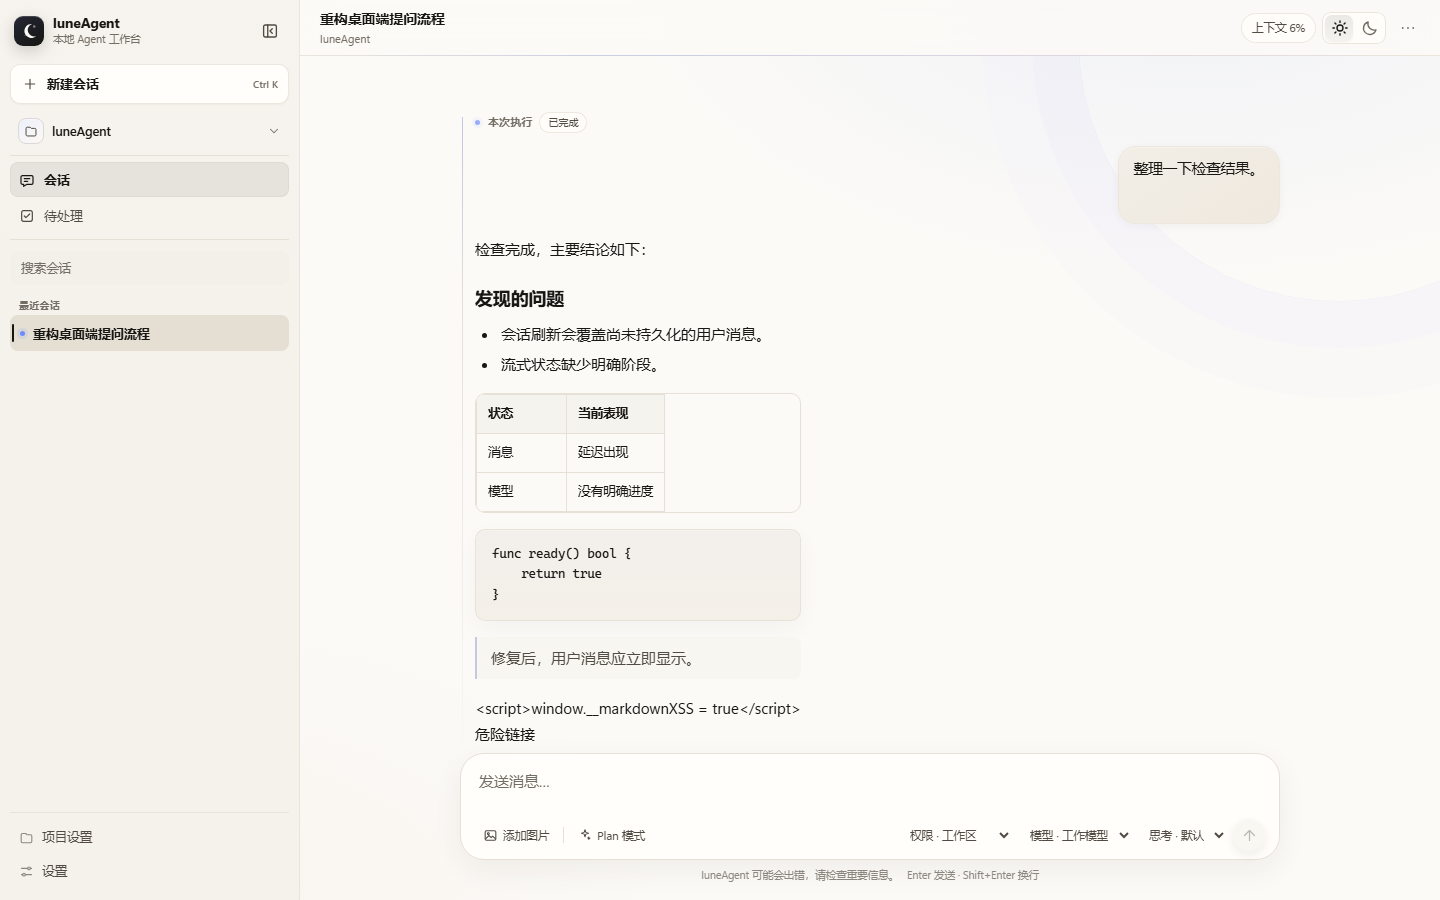 luneAgent
本地 Agent 工作台
新建会话
Ctrl K
luneAgent
会话
待处理
搜索会话
最近会话
重构桌面端提问流程
项目设置
设置
重构桌面端提问流程
luneAgent
上下文 6%
本次执行 已完成
整理一下检查结果。
检查完成，主要结论如下：
发现的问题
会话刷新会覆盖尚未持久化的用户消息。
流式状态缺少明确阶段。
状态 当前表现
消息 延迟出现
模型 没有明确进度
func ready() bool {
    return true
}
修复后，用户消息应立即显示。
<script>window.__markdownXSS = true</script>
危险链接
发送消息...
添加图片 Plan 模式 权限 · 工作区 模型 · 工作模型 思考 · 默认
luneAgent 可能会出错，请检查重要信息。 Enter 发送 · Shift+Enter 换行